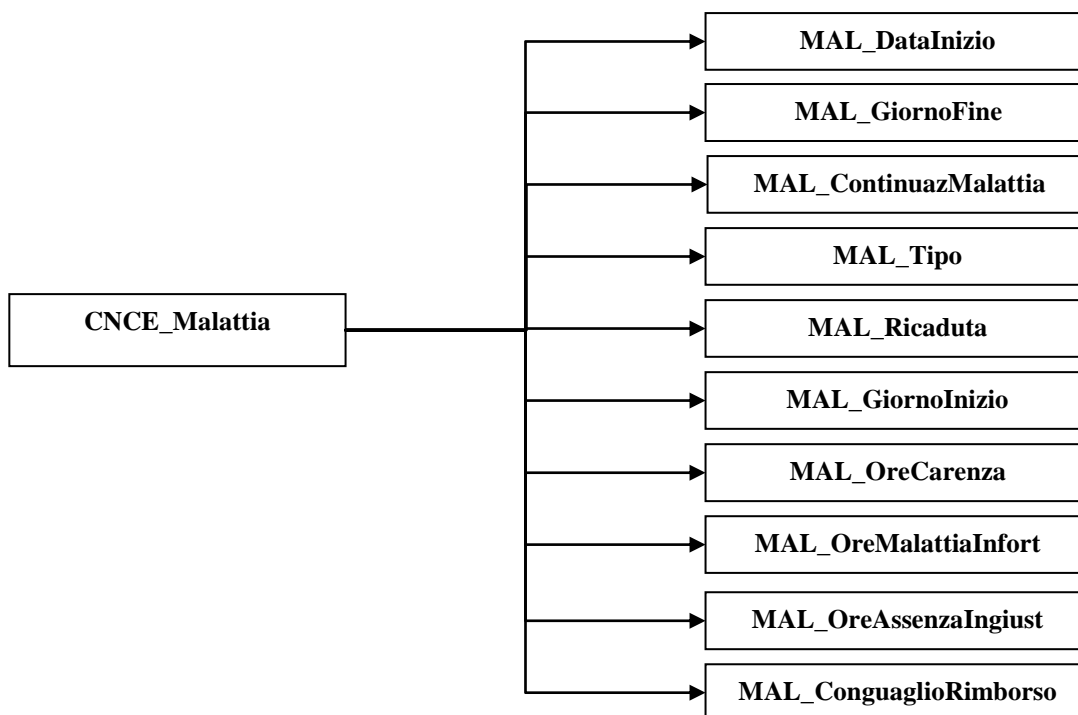 MAL_DataInizio
MAL_GiornoFine
MAL_ContinuazMalattia
MAL_Tipo
CNCE_Malattia
MAL_Ricaduta
MAL_GiornoInizio
MAL_OreCarenza
MAL_OreMalattiaInfort
MAL_OreAssenzaIngiust
MAL_ConguaglioRimborso